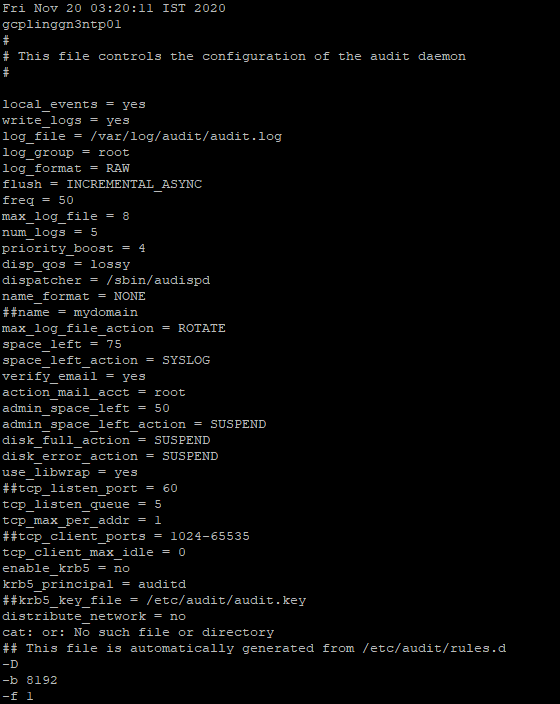 Fri Nov 20 03:20:11 IST 2020
gcplinggn3ntp01
#
# This file controls the configuration of the audit daemon
#
local_events = yes
write_logs = yes
log_file = /var/log/audit/audit.log
log_group = root
log_format = RAW
flush = INCREMENTAL_ASYNC
freq = 50
max_log_file = 8
num_logs = 5
priority_boost = 4
disp_qos = lossy
dispatcher = /sbin/audispd
name_format = NONE
##name = mydomain
max_log_file_action = ROTATE
space_left = 75
space_left_action = SYSLOG
verify_email = yes
action_mail_acct = root
admin_space_left = 50
admin_space_left_action = SUSPEND
disk_full_action = SUSPEND
disk_error_action = SUSPEND
use_libwrap = yes
##tcp_listen_port = 60
tcp_listen_queue = 5
tcp_max_per_addr = 1
##tcp_client_ports = 1024-65535
tcp_client_max_idle = 0
enable_krb5 = no
krb5_principal = auditd
##krb5_key_file = /etc/audit/audit.key
distribute_network = no
cat: or: No such file or directory
## This file is automatically generated from /etc/audit/rules.d
-D
-b 8192
-f 1